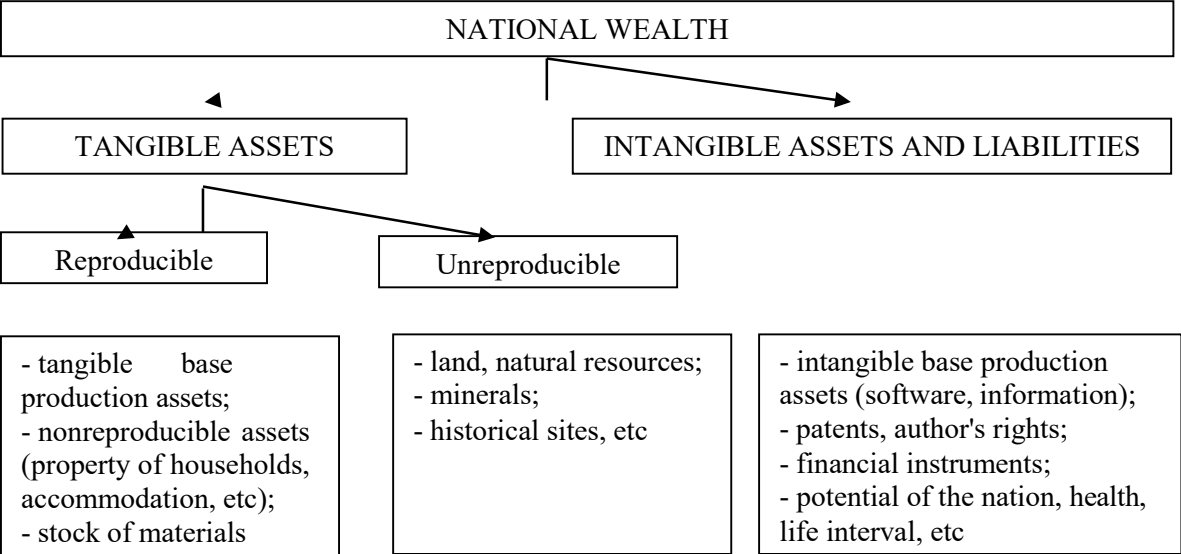 NATIONAL WEALTH
TANGIBLE ASSETS
INTANGIBLE ASSETS AND LIABILITIES
Reproducible
Unreproducible
- tangible base
production assets;
- nonreproducible assets
(property of households,
accommodation, etc);
- stock of materials
- land, natural resources;
- minerals;
- historical sites, etc
- intangible base production
assets (software, information);
- patents, author's rights;
- financial instruments;
- potential of the nation, health,
life interval, etc